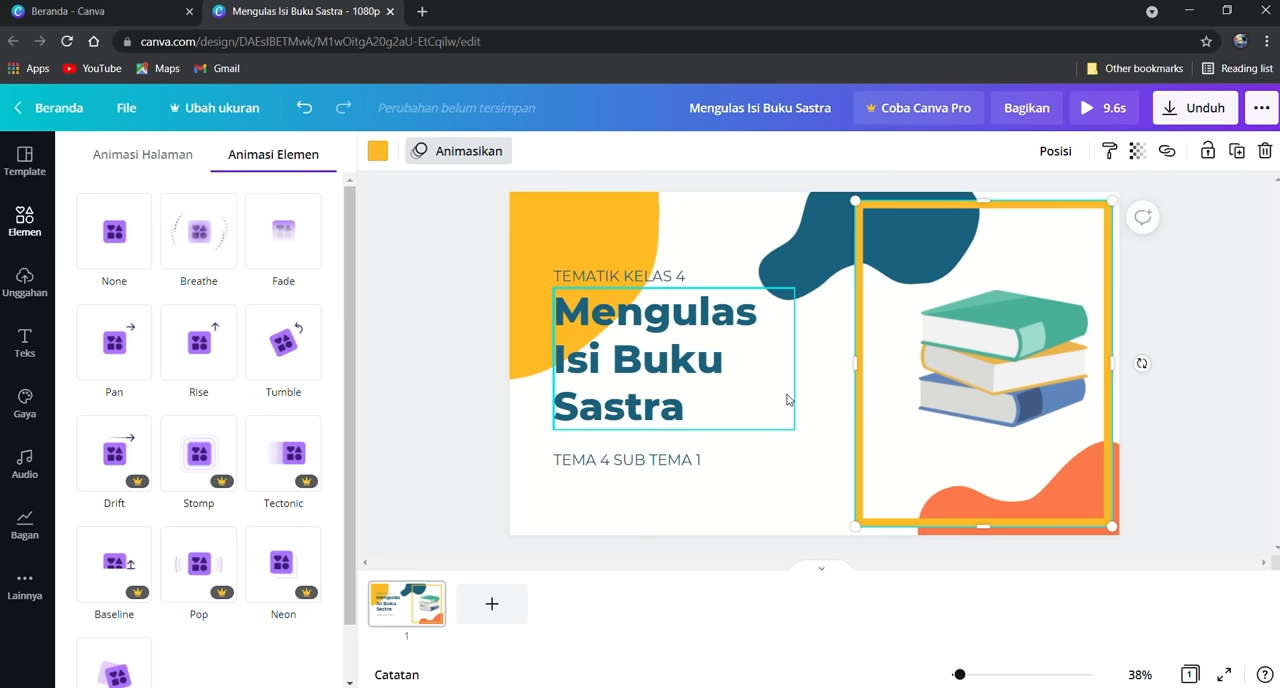 Beranda - Canva
Mengulas Isi Buku Sastra - 1080p
canva.com/design/DAEsIBETMwk/M1wOitgA20g2aU-EtCqilw/edit
Apps YouTube Maps Gmail Other bookmarks Reading list
Beranda File Ubah ukuran Perubahan belum tersimpan Mengulas Isi Buku Sastra Coba Canva Pro Bagikan 9.6s Unduh
Template
Elemen
Unggahan
Teks
Gaya
Audio
Bagan
Lainnya
Animasi Halaman Animasi Elemen
None Breathe Fade
Pan Rise Tumble
Drift Stomp Tectonic
Baseline Pop Neon
Animasikan Posisi
TEMATIK KELAS 4
Mengulas
Isi Buku
Sastra
TEMA 4 SUB TEMA 1
1
Catatan 38% 1